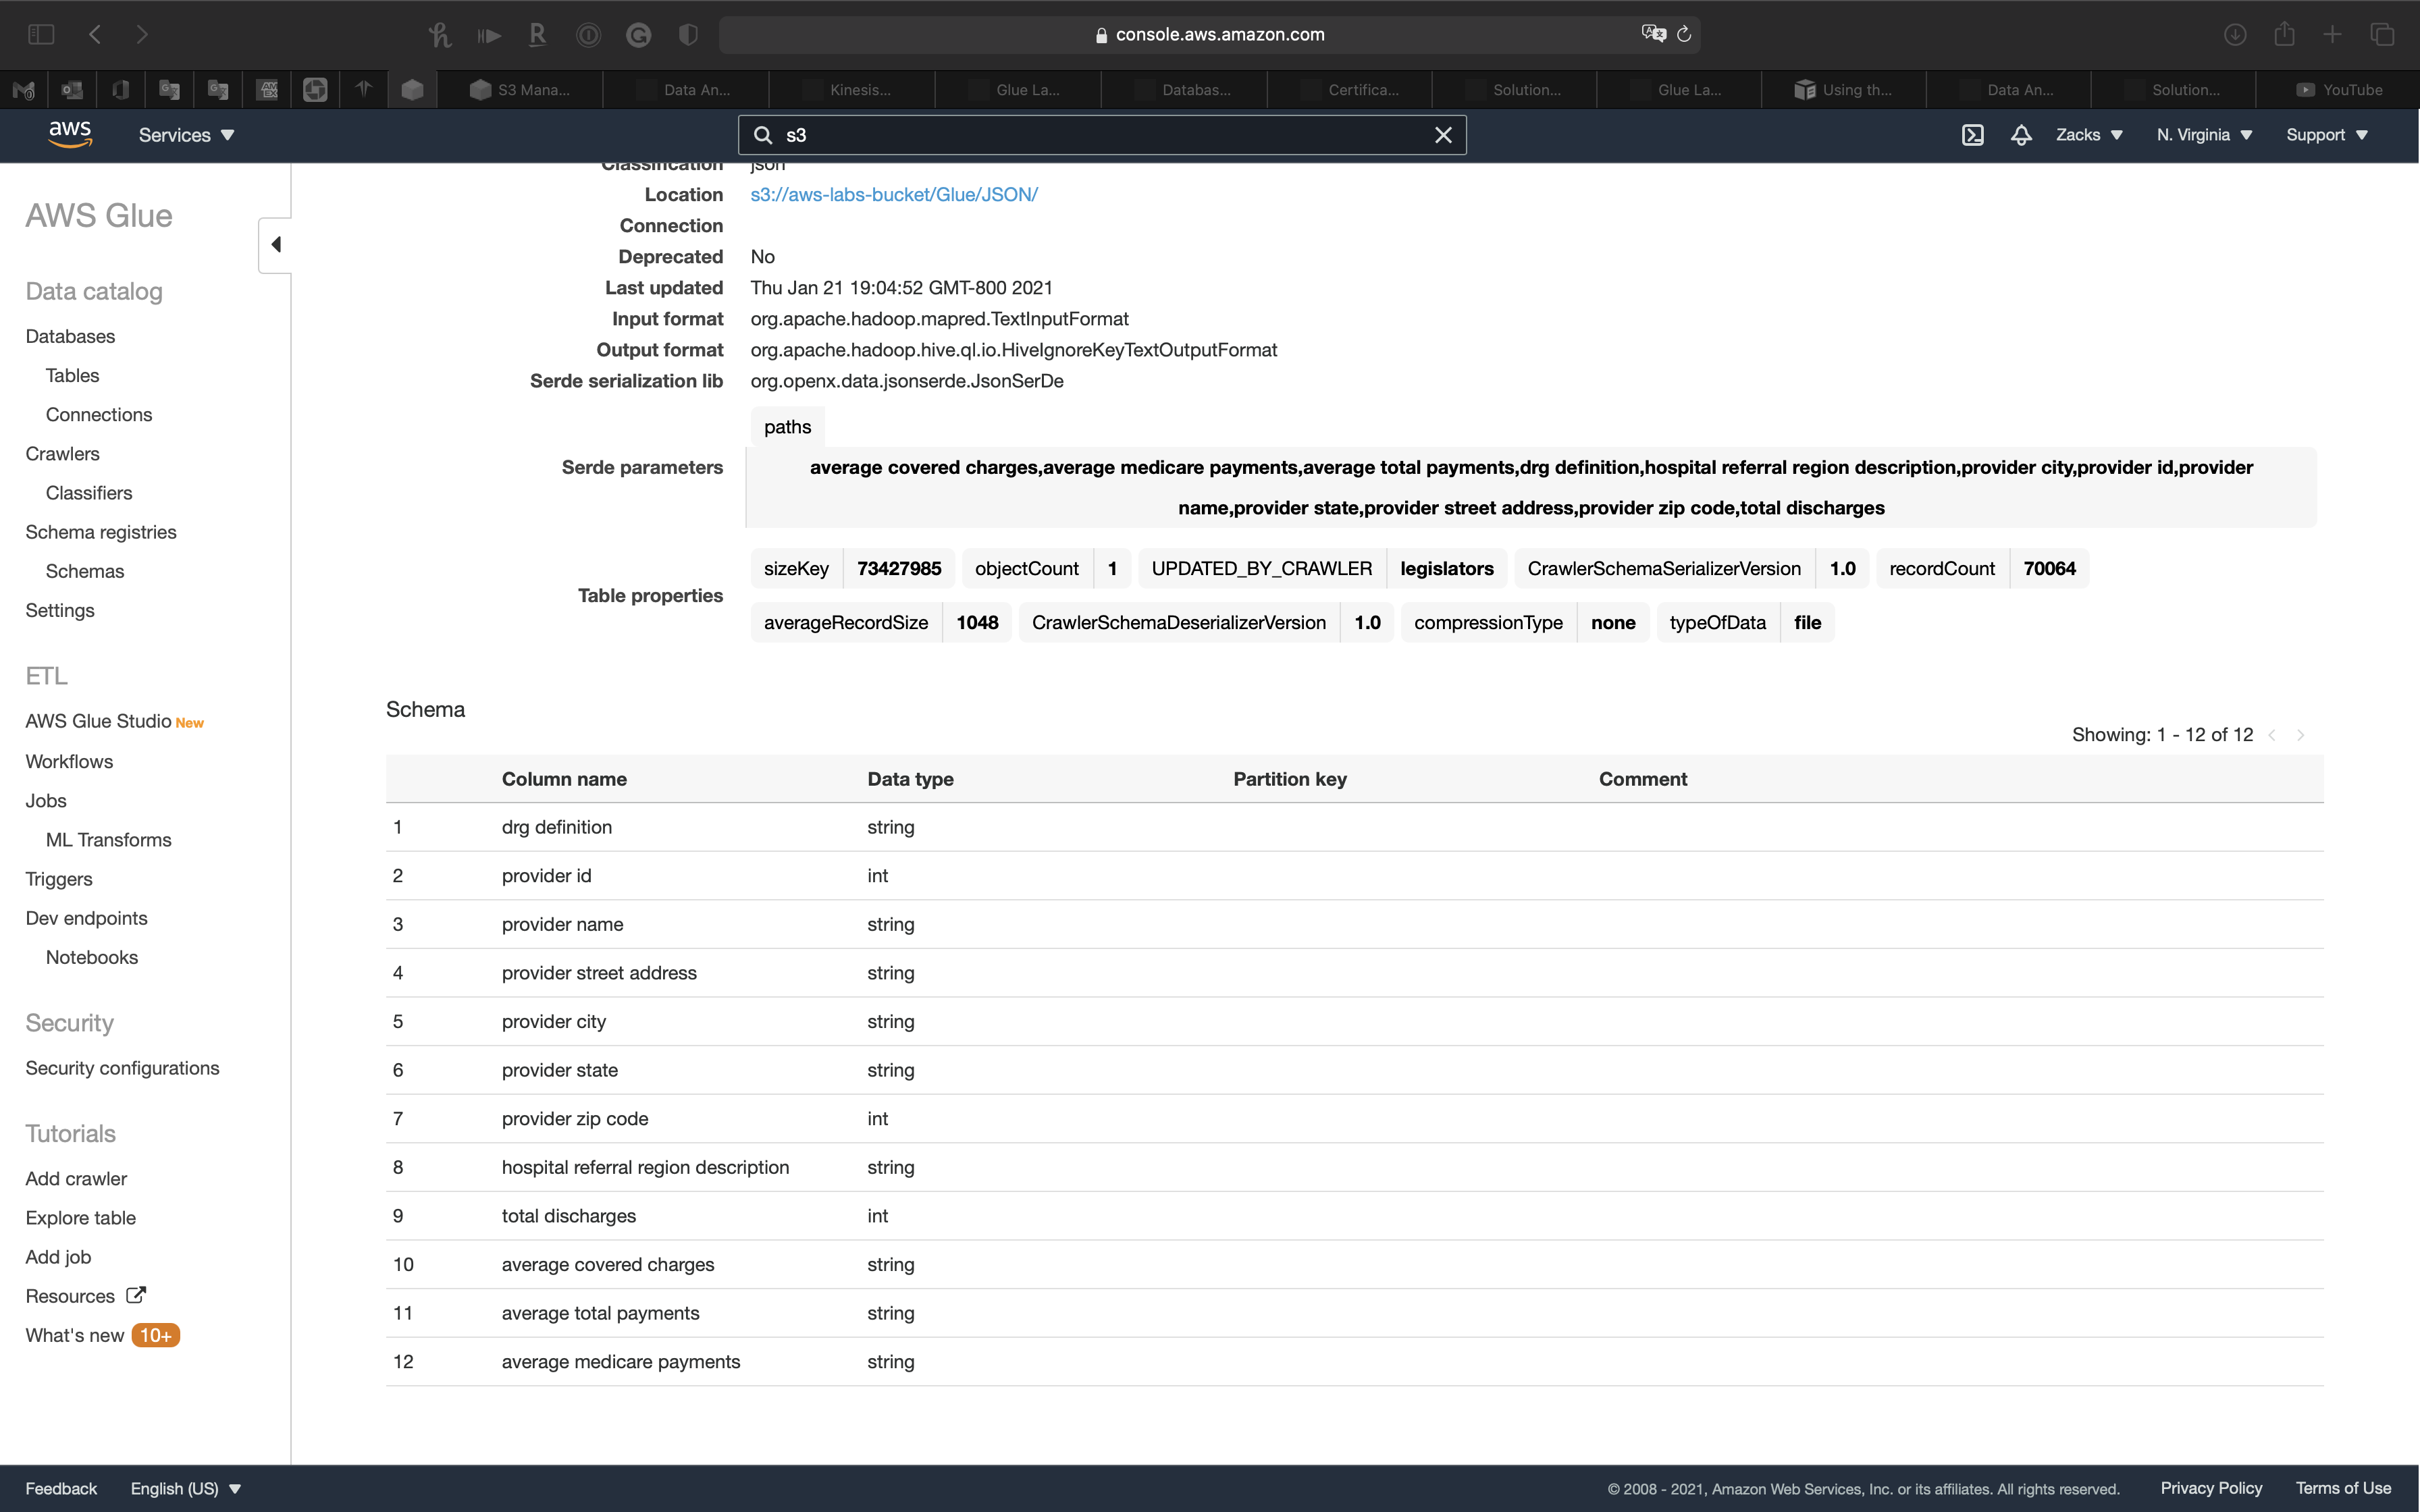 console.aws.amazon.com
S3 Mana...
Data An...
Kinesis...
Glue La...
Databas...
Certifica...
Solution...
Glue La...
Using th...
Data An...
Solution...
YouTube
aws
Services
s3
Zacks
N. Virginia
Support
AWS Glue
Data catalog
Databases
Tables
Connections
Crawlers
Classifiers
Schema registries
Schemas
Settings
ETL
AWS Glue Studio New
Workflows
Jobs
ML Transforms
Triggers
Dev endpoints
Notebooks
Security
Security configurations
Tutorials
Add crawler
Explore table
Add job
Resources
What's new 10+
Classification json
Location s3://aws-labs-bucket/Glue/JSON/
Connection
Deprecated No
Last updated Thu Jan 21 19:04:52 GMT-800 2021
Input format org.apache.hadoop.mapred.TextInputFormat
Output format org.apache.hadoop.hive.ql.io.HiveIgnoreKeyTextOutputFormat
Serde serialization lib org.openx.data.jsonserde.JsonSerDe
paths
Serde parameters average covered charges,average medicare payments,average total payments,drg definition,hospital referral region description,provider city,provider id,provider
name,provider state,provider street address,provider zip code,total discharges
sizeKey 73427985 objectCount 1 UPDATED_BY_CRAWLER legislators CrawlerSchemaSerializerVersion 1.0 recordCount 70064
Table properties
averageRecordSize 1048 CrawlerSchemaDeserializerVersion 1.0 compressionType none typeOfData file
Schema
Showing: 1 - 12 of 12
Column name Data type Partition key Comment
1 drg definition string
2 provider id int
3 provider name string
4 provider street address string
5 provider city string
6 provider state string
7 provider zip code int
8 hospital referral region description string
9 total discharges int
10 average covered charges string
11 average total payments string
12 average medicare payments string
Feedback English (US) © 2008 - 2021, Amazon Web Services, Inc. or its affiliates. All rights reserved. Privacy Policy Terms of Use